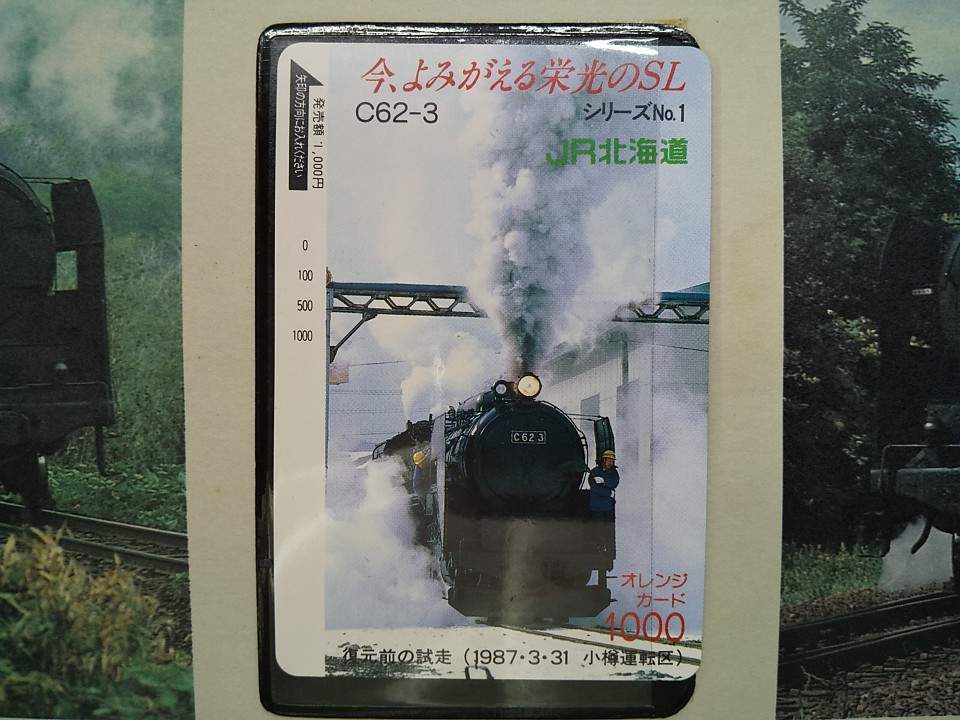 今、よみがえる栄光のSL
C62-3
シリーズNo.1
JR北海道
発売額 1,000円
矢印の方向にお入れください
0
100
500
1000
C62 3
オレンジ
カード
1000
復元前の試走(1987・3・31 小樽運転区)